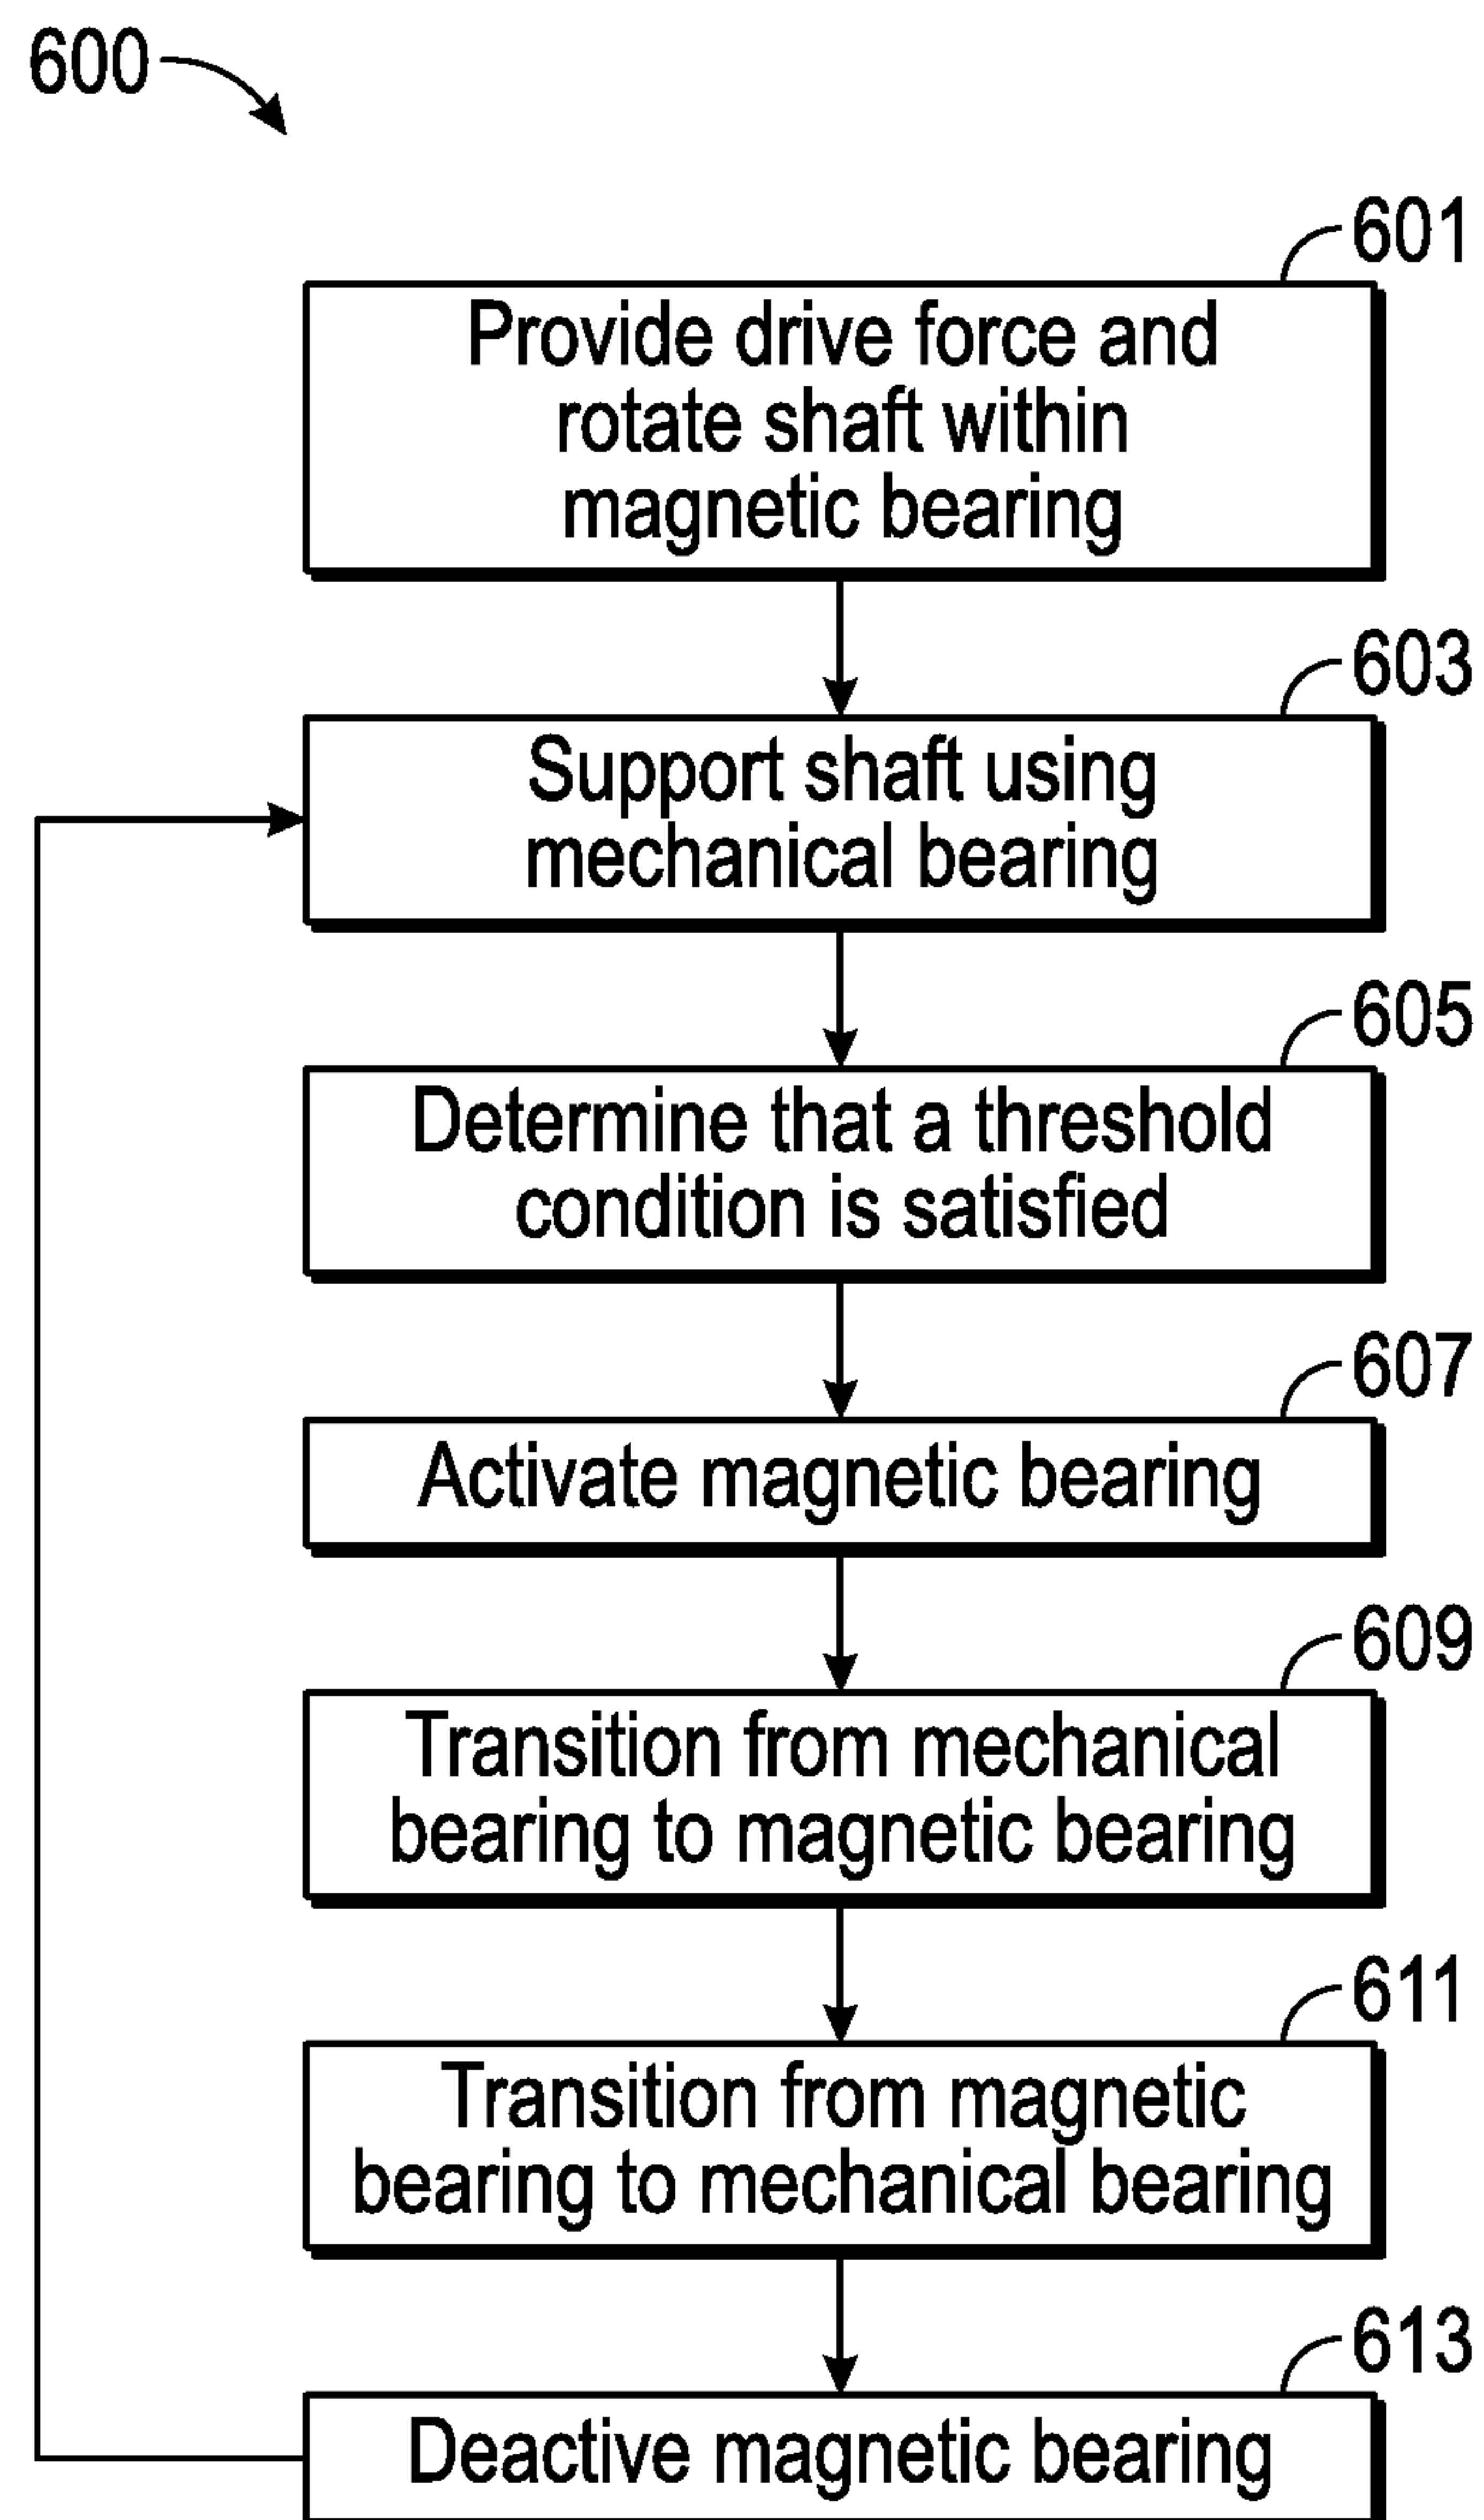 600
601
Provide drive force and
rotate shaft within
magnetic bearing
603
Support shaft using
mechanical bearing
605
Determine that a threshold
condition is satisfied
607
Activate magnetic bearing
609
Transition from mechanical
bearing to magnetic bearing
611
Transition from magnetic
bearing to mechanical bearing
613
Deactive magnetic bearing